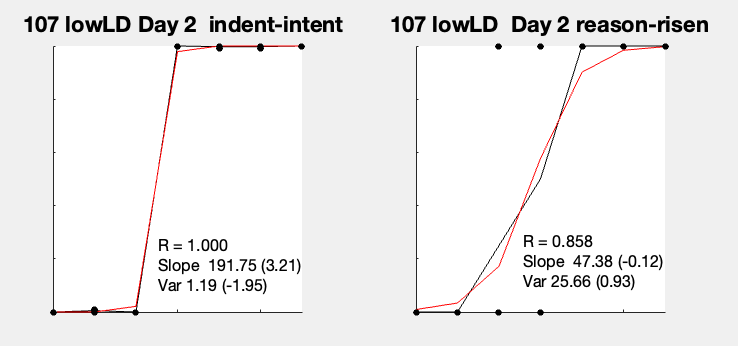 107 lowLD Day 2 indent-intent
R = 1.000
Slope 191.75 (3.21)
Var 1.19 (-1.95)
107 lowLD Day 2 reason-risen
R = 0.858
Slope 47.38 (-0.12)
Var 25.66 (0.93)